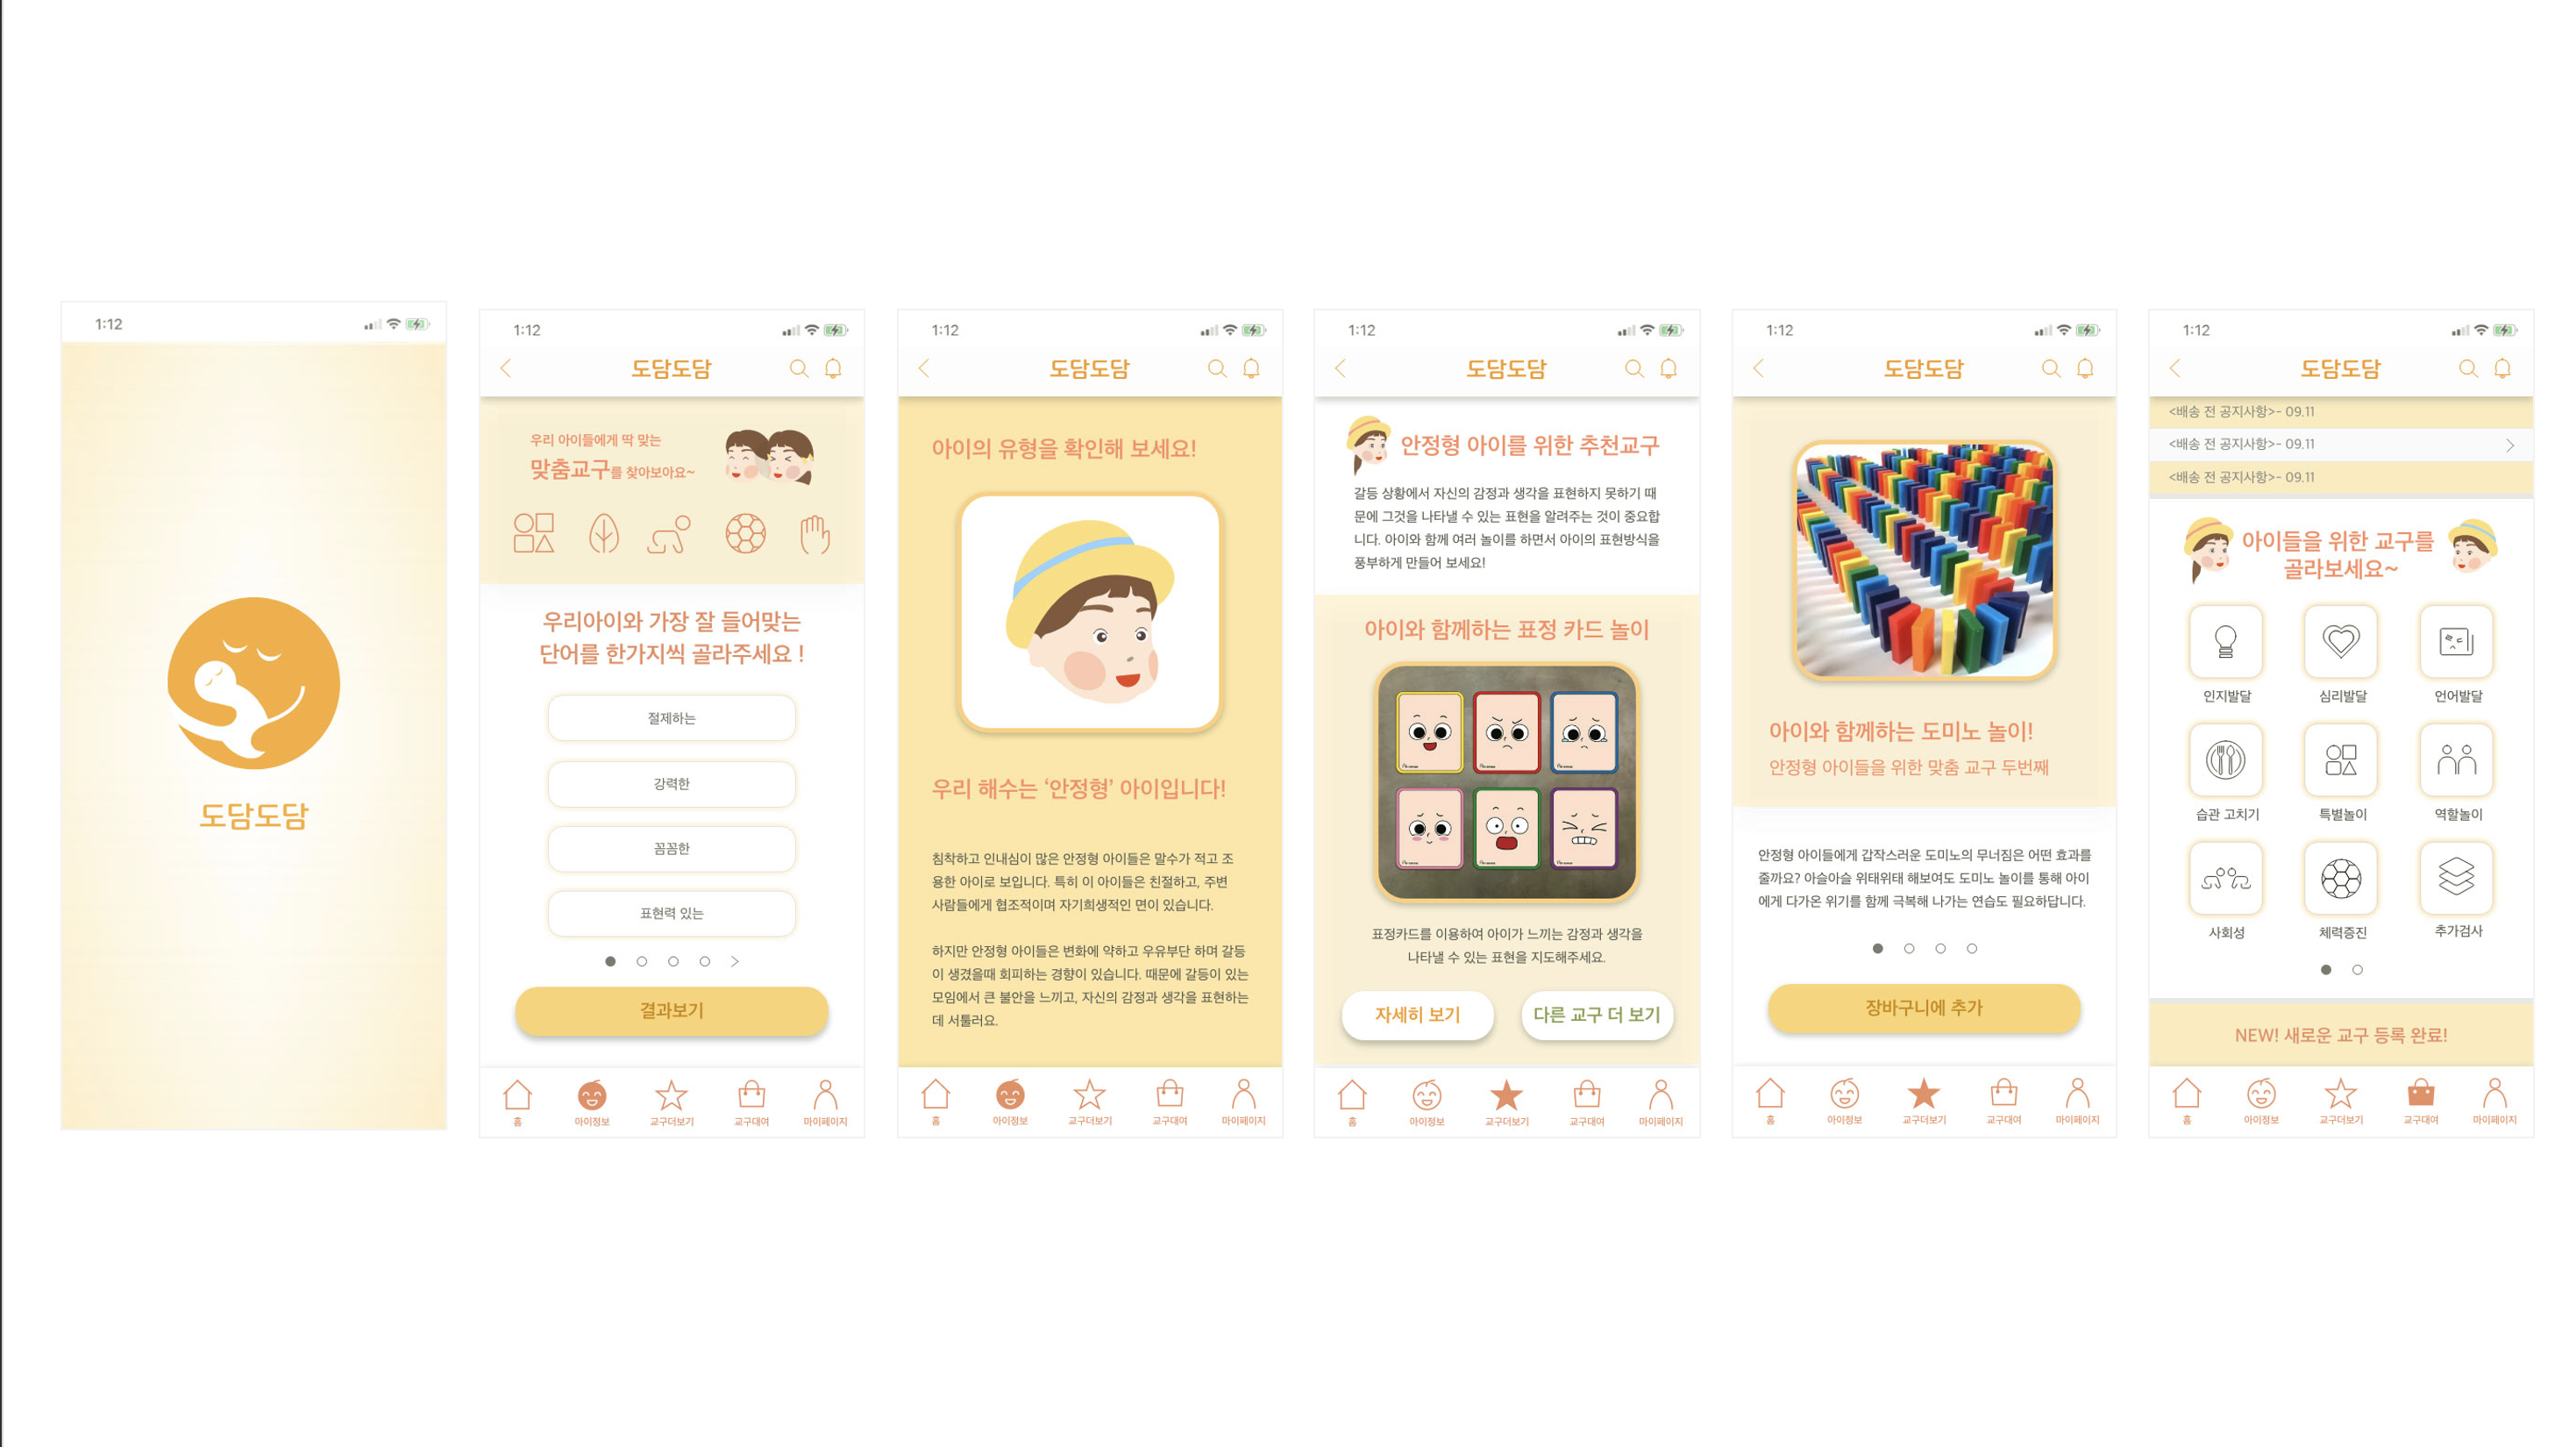 1:12
도담도담
1:12
도담도담
우리 아이들에게 딱 맞는
맞춤교구를 찾아보아요~
우리아이와 가장 잘 들어맞는
단어를 한가지씩 골라주세요 !
절제하는
강력한
꼼꼼한
표현력 있는
결과보기
홈
아이정보
교구더보기
교구대여
마이페이지
1:12
도담도담
아이의 유형을 확인해 보세요!
우리 해수는 ‘안정형’ 아이입니다!
침착하고 인내심이 많은 안정형 아이들은 말수가 적고 조
용한 아이로 보입니다. 특히 이 아이들은 친절하고, 주변
사람들에게 협조적이며 자기희생적인 면이 있습니다.
하지만 안정형 아이들은 변화에 약하고 우유부단 하며 갈등
이 생겼을때 회피하는 경향이 있습니다. 때문에 갈등이 있는
모임에서 큰 불안을 느끼고, 자신의 감정과 생각을 표현하는
데 서툴러요.
홈
아이정보
교구더보기
교구대여
마이페이지
1:12
도담도담
안정형 아이를 위한 추천교구
갈등 상황에서 자신의 감정과 생각을 표현하지 못하기 때
문에 그것을 나타낼 수 있는 표현을 알려주는 것이 중요합
니다. 아이와 함께 여러 놀이를 하면서 아이의 표현방식을
풍부하게 만들어 보세요!
아이와 함께하는 표정 카드 놀이
표정카드를 이용하여 아이가 느끼는 감정과 생각을
나타낼 수 있는 표현을 지도해주세요.
자세히 보기
다른 교구 더 보기
홈
아이정보
교구더보기
교구대여
마이페이지
1:12
도담도담
아이와 함께하는 도미노 놀이!
안정형 아이들을 위한 맞춤 교구 두번째
안정형 아이들에게 갑작스러운 도미노의 무너짐은 어떤 효과를
줄까요? 아슬아슬 위태위태 해보여도 도미노 놀이를 통해 아이
에게 다가온 위기를 함께 극복해 나가는 연습도 필요하답니다.
장바구니에 추가
홈
아이정보
교구더보기
교구대여
마이페이지
1:12
도담도담
<배송 전 공지사항>- 09.11
<배송 전 공지사항>- 09.11
<배송 전 공지사항>- 09.11
아이들을 위한 교구를
골라보세요~
인지발달
심리발달
언어발달
습관 고치기
특별놀이
역할놀이
사회성
체력증진
추가검사
NEW! 새로운 교구 등록 완료!
홈
아이정보
교구더보기
교구대여
마이페이지